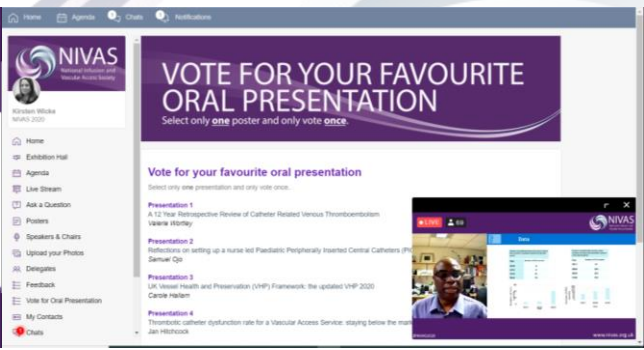 Home Agenda Chats Notifications
NIVAS
National Infusion and
Vascular Access Society
Kirsten Wicke
NIVAS 2020
Home
Exhibition Hall
Agenda
Live Stream
Ask a Question
Posters
Speakers & Chairs
Upload your Photos
Delegates
Feedback
Vote for Oral Presentation
My Contacts
Chats
VOTE FOR YOUR FAVOURITE
ORAL PRESENTATION
Select only one poster and only vote once.
Vote for your favourite oral presentation
Select only one presentation and only vote once.
Presentation 1
A 12 Year Retrospective Review of Catheter Related Venous Thromboembolism
Valerie Wortley
Presentation 2
Reflections on setting up a nurse led Paediatric Peripherally Inserted Central Catheters
Samuel Ojo
Presentation 3
UK Vessel Health and Preservation (VHP) Framework: the updated VHP 2020
Carole Hallam
Presentation 4
Thrombotic catheter dysfunction rate for a Vascular Access Service; staying below the
Jan Hitchcock
LIVE
NIVAS
Data
www.nivas.org.uk